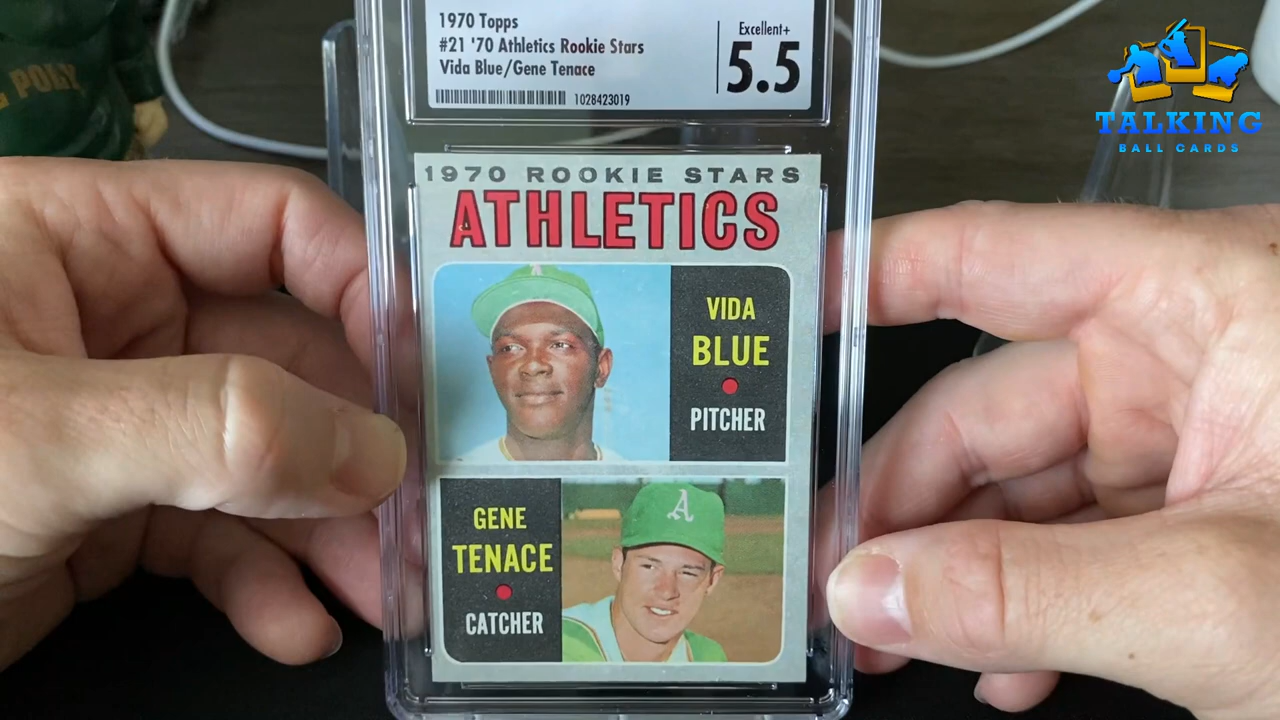 1970 Topps
#21 '70 Athletics Rookie Stars
Vida Blue/Gene Tenace
1028423019
Excellent+
5.5
TALKING
BALL CARDS
1970 ROOKIE STARS
ATHLETICS
VIDA
BLUE
PITCHER
A
GENE
TENACE
CATCHER